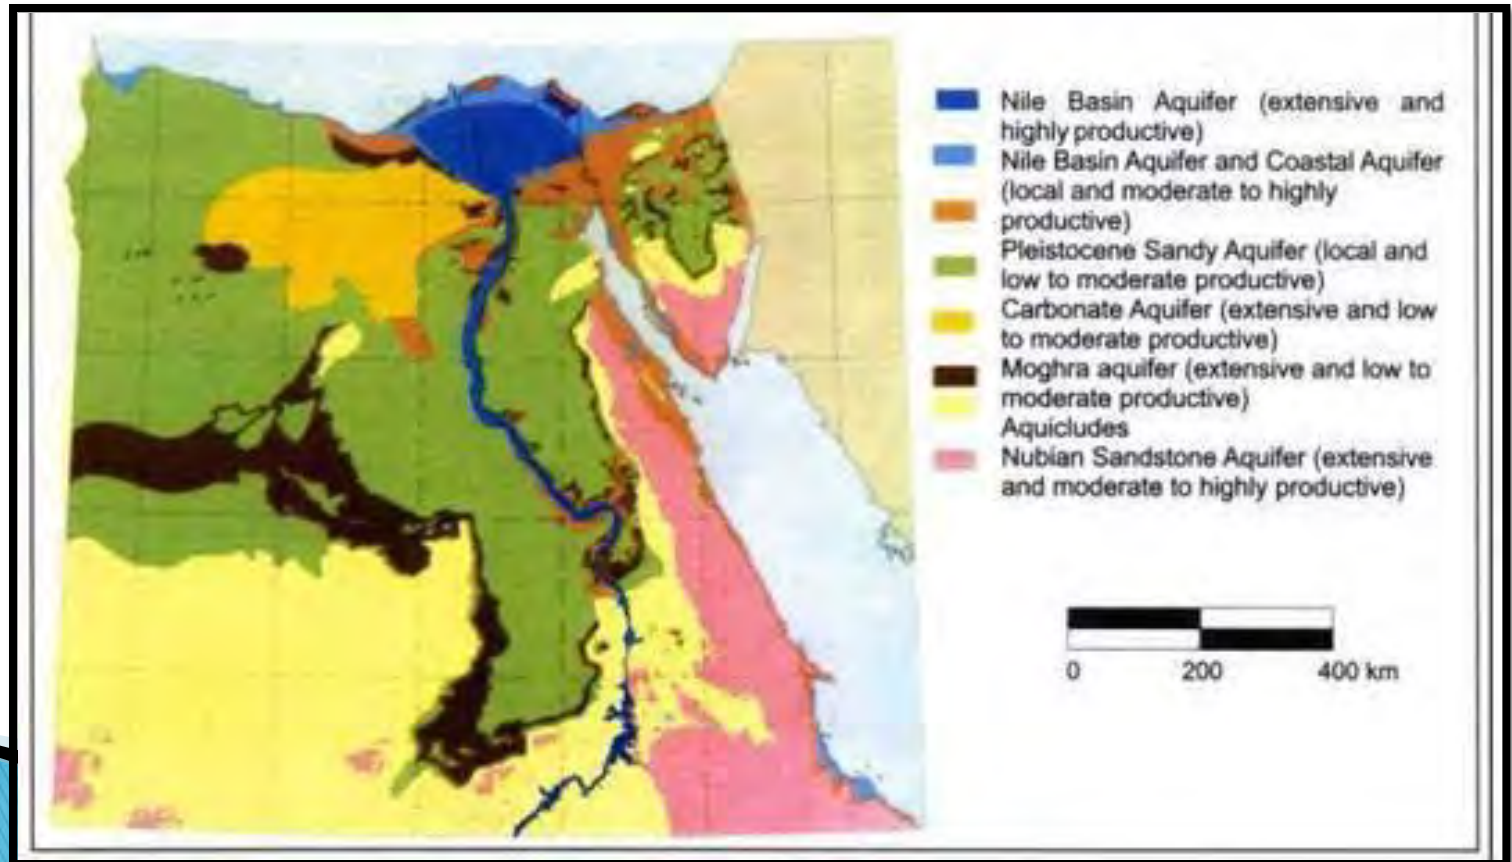 Nile Basin Aquifer (extensive and
highly productive)
Nile Basin Aquifer and Coastal Aquifer
(local and moderate to highly
productive)
Pleistocene Sandy Aquifer (local and
low to moderate productive)
Carbonate Aquifer (extensive and low
to moderate productive)
Moghra aquifer (extensive and low to
moderate productive)
Aquicludes
Nubian Sandstone Aquifer (extensive
and moderate to highly productive)
0 200 400 km